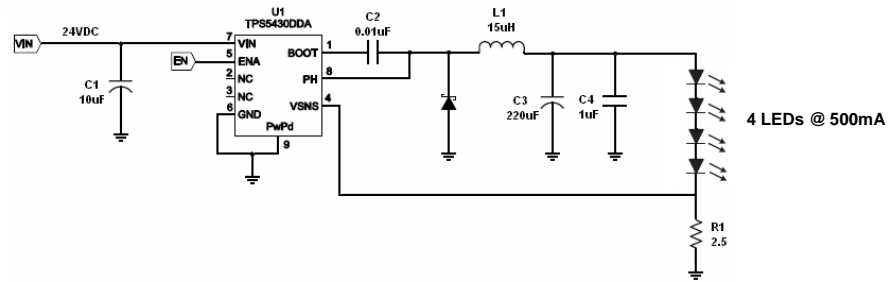 U1
TPS5430DDA
VIN
24VDC
C1
10uF
EN
7
VIN
5
ENA
2
NC
3
NC
6
GND
PwPd
9
BOOT
1
PH
8
VSNS
4
C2
0.01uF
L1
15uH
C3
220uF
C4
1uF
4 LEDs @ 500mA
R1
2.5